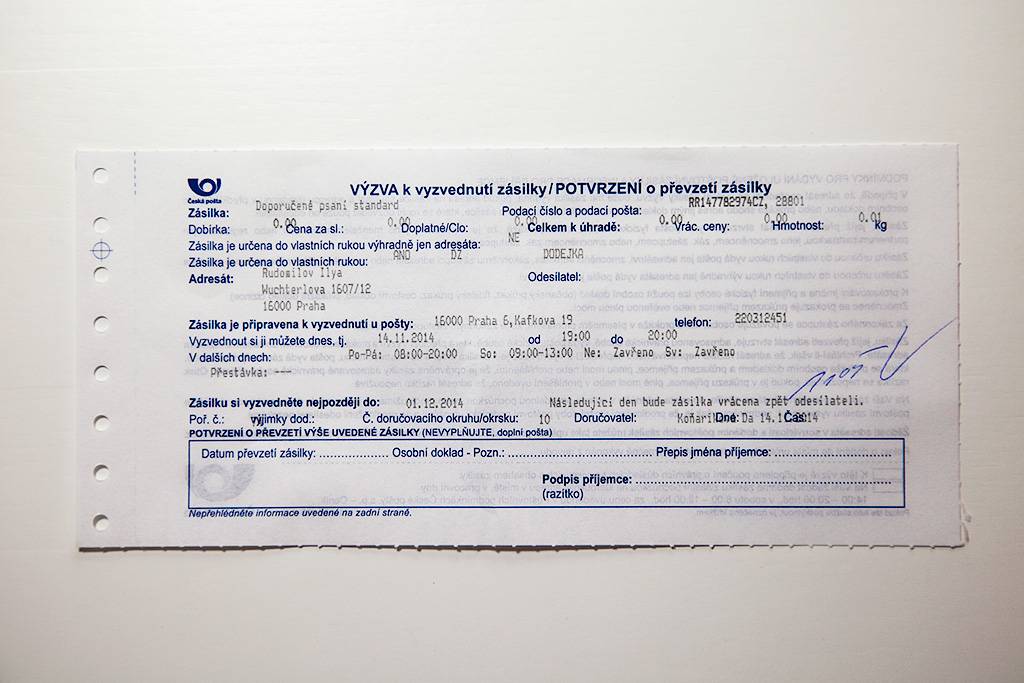 Česká pošta
VÝZVA k vyzvednutí zásilky/POTVRZENÍ o převzetí zásilky
Zásilka: Doporučené psaní standard Podací číslo a podací pošta: RR147782974CZ, 28801
Dobírka: 0.00 Cena za sl.: 0.00 Doplatné/Clo: 0.00 Celkem k úhradě: 0.00 Vrác. ceny: 0.00 Hmotnost: 0.01 kg
Zásilka je určena do vlastních rukou výhradně jen adresáta: NE
Zásilka je určena do vlastních rukou: ANO DZ DODEJKA
Adresát: Rudomilov Ilya Odesílatel:
Wuchterlova 1607/12
16000 Praha
Zásilka je připravena k vyzvednutí u pošty: 16000 Praha 6,Kafkova 19 telefon: 220312451
Vyzvednout si ji můžete dnes, tj. 14.11.2014 od 19:00 do 20:00
V dalších dnech: Po-Pá: 08:00-20:00 So: 09:00-13:00 Ne: Zavřeno Sv: Zavřeno
Přestávka: ---
Zásilku si vyzvedněte nejpozději do: 01.12.2014 Následující den bude zásilka vrácena zpět odesílateli.
Poř. č.: výjimky dod.: Č. doručovacího okruhu/okrsku: 10 Doručovatel: Dne: Čas:
POTVRZENÍ O PŘEVZETÍ VÝŠE UVEDENÉ ZÁSILKY (NEVYPLŇUJTE, doplní pošta)
Datum převzetí zásilky: Osobní doklad - Pozn.: Přepis jména příjemce:
Podpis příjemce:
(razítko)
Nepřehlédněte informace uvedené na zadní straně.